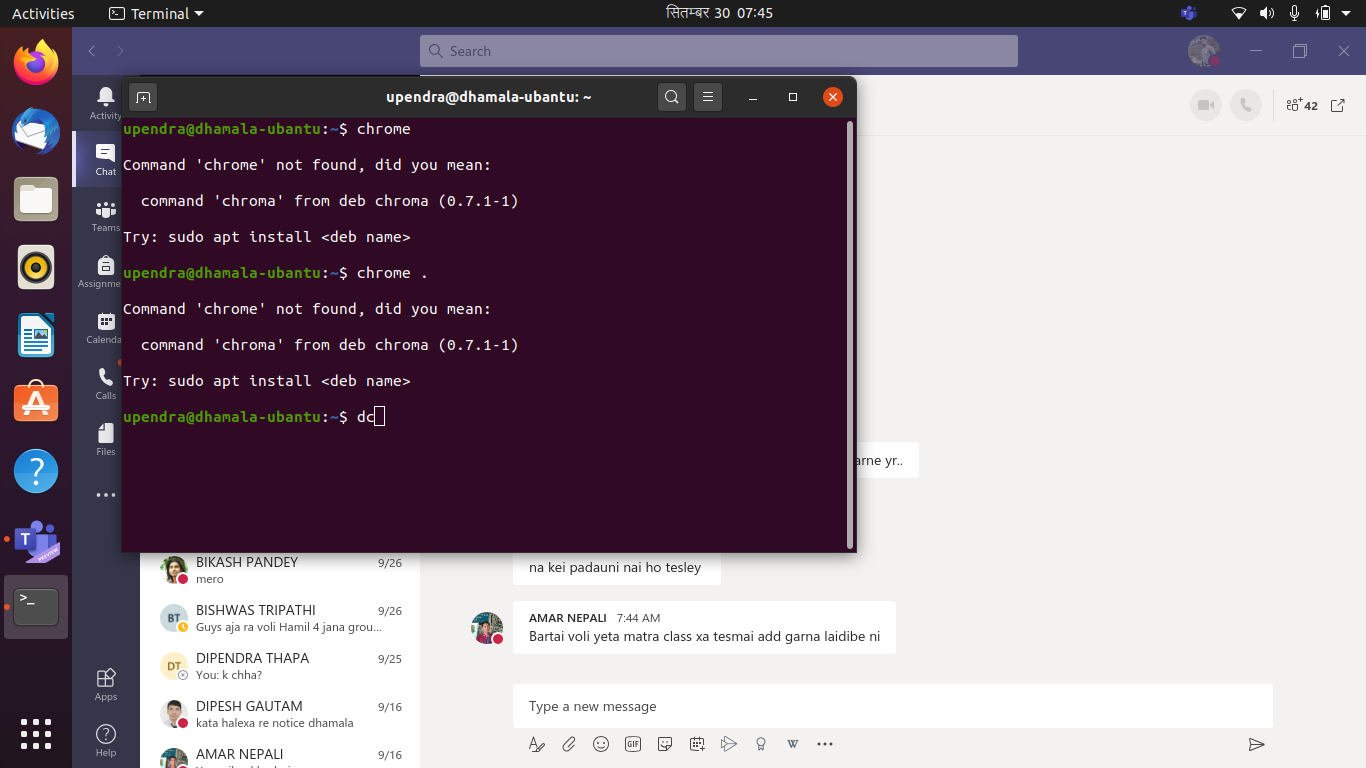 Activities
Terminal
सितम्बर 30 07:45
Search
upendra@dhamala-ubantu: ~
42
Activity
Chat
Teams
Assignme
Calenda
Calls
Files
upendra@dhamala-ubantu:~$ chrome
Command 'chrome' not found, did you mean:
command 'chroma' from deb chroma (0.7.1-1)
Try: sudo apt install <deb name>
upendra@dhamala-ubantu:~$ chrome .
Command 'chrome' not found, did you mean:
command 'chroma' from deb chroma (0.7.1-1)
Try: sudo apt install <deb name>
upendra@dhamala-ubantu:~$ dc
arne yr..
BIKASH PANDEY 9/26
mero
BT
BISHWAS TRIPATHI 9/26
Guys aja ra voli Hamil 4 jana grou...
DT
DIPENDRA THAPA 9/25
You: k chha?
DIPESH GAUTAM 9/16
kata halexa re notice dhamala
AMAR NEPALI 9/16
na kei padauni nai ho tesley
AMAR NEPALI 7:44 AM
Bartai voli yeta matra class xa tesmai add garna laidibe ni
Type a new message
GIF
W
Apps
Help
T
PREVIEW
>_